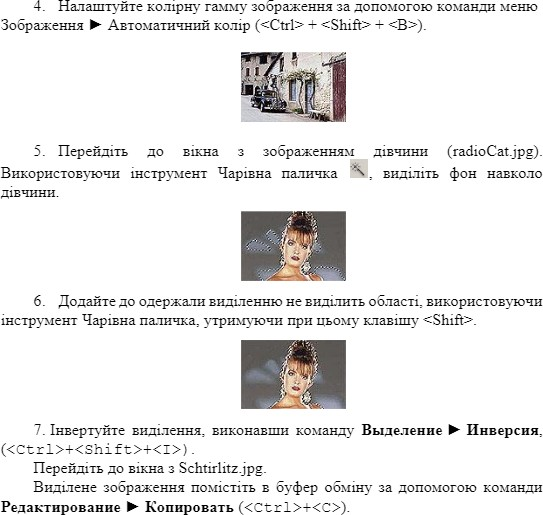 4. Налаштуйте колірну гамму зображення за допомогою команди меню
Зображення ► Автоматичний колір (<Ctrl> + <Shift> + <B>).
5. Перейдіть до вікна з зображенням дівчини (radioCat.jpg).
Використовуючи інструмент Чарівна паличка , виділіть фон навколо
дівчини.
6. Додайте до одержали виділенню не виділить області, використовуючи
інструмент Чарівна паличка, утримуючи при цьому клавішу <Shift>.
7. Інвертуйте виділення, виконавши команду Выделение ► Инверсия,
(<Ctrl>+<Shift>+<I>).
Перейдіть до вікна з Schtirlitz.jpg.
Виділене зображення помістіть в буфер обміну за допомогою команди
Редактирование ► Копировать (<Ctrl>+<C>).